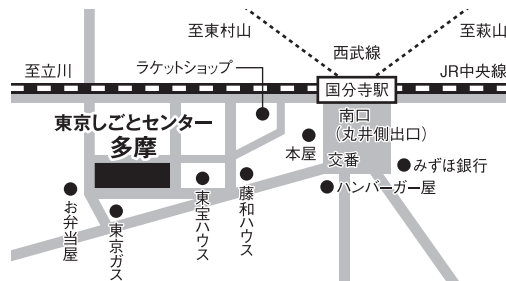 至東村山
至萩山
西武線
至立川
ラケットショップ
JR中央線
国分寺駅
東京しごとセンター
多摩
南口
(丸井側出口)
本屋
交番
みずほ銀行
ハンバーガー屋
お弁当屋
東京ガス
東宝ハウス
藤和ハウス